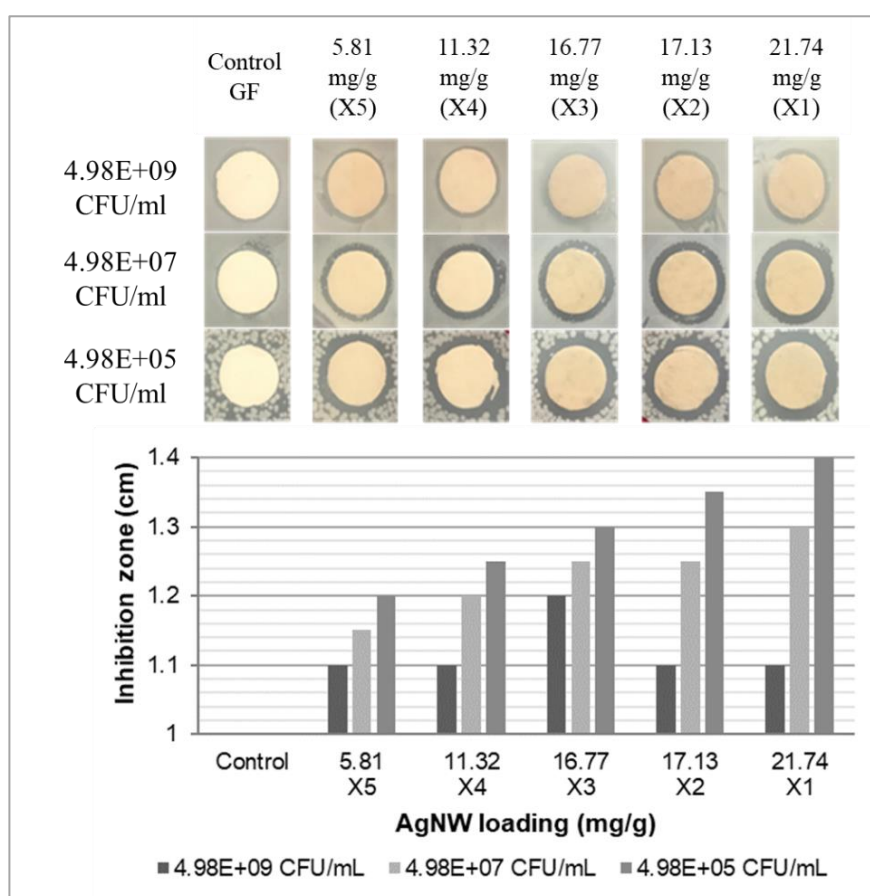 Control
GF
5.81
mg/g
(X5)
11.32
mg/g
(X4)
16.77
mg/g
(X3)
17.13
mg/g
(X2)
21.74
mg/g
(X1)
4.98E+09
CFU/ml
4.98E+07
CFU/ml
4.98E+05
CFU/ml
Inhibition zone (cm)
1.4
1.3
1.2
1.1
1
Control
5.81
X5
11.32
X4
16.77
X3
17.13
X2
21.74
X1
AgNW loading (mg/g)
4.98E+09 CFU/mL
4.98E+07 CFU/mL
4.98E+05 CFU/mL